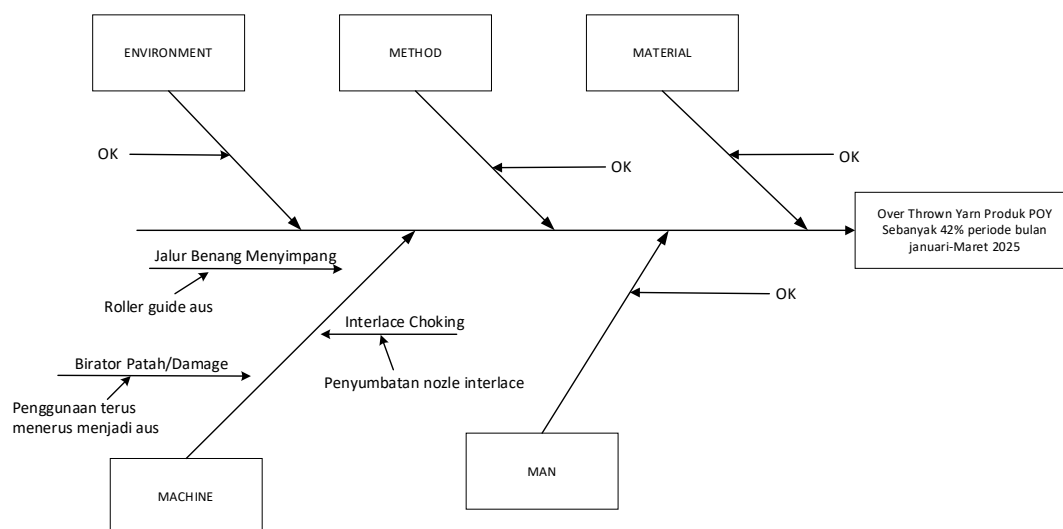 ENVIRONMENT
METHOD
MATERIAL
OK
OK
OK
Over Thrown Yarn Produk POY
Sebanyak 42% periode bulan
januari-Maret 2025
Jalur Benang Menyimpang
Roller guide aus
OK
Interlace Choking
Birator Patah/Damage
Penyumbatan nozle interlace
Penggunaan terus
menerus menjadi aus
MAN
MACHINE